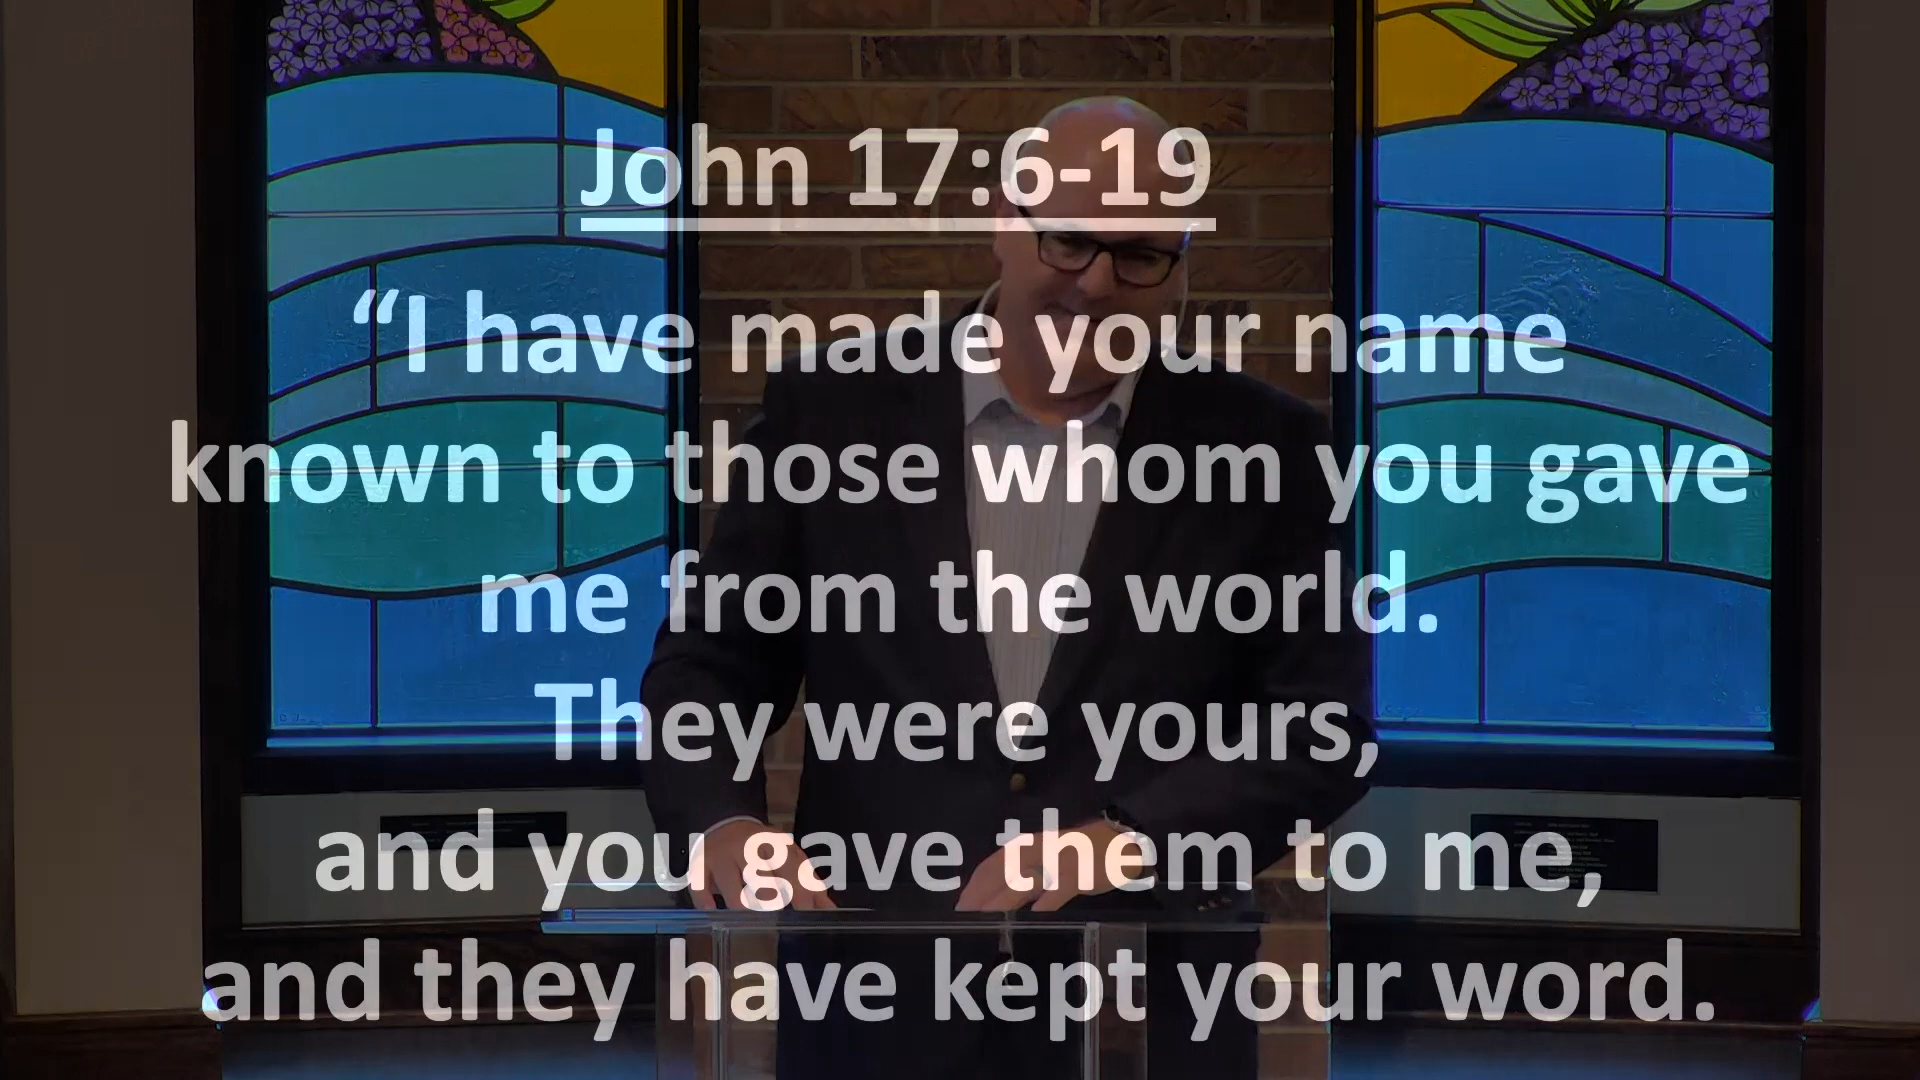 John 17:6-19
“I have made your name
known to those whom you gave
me from the world.
They were yours,
and you gave them to me,
and they have kept your word.